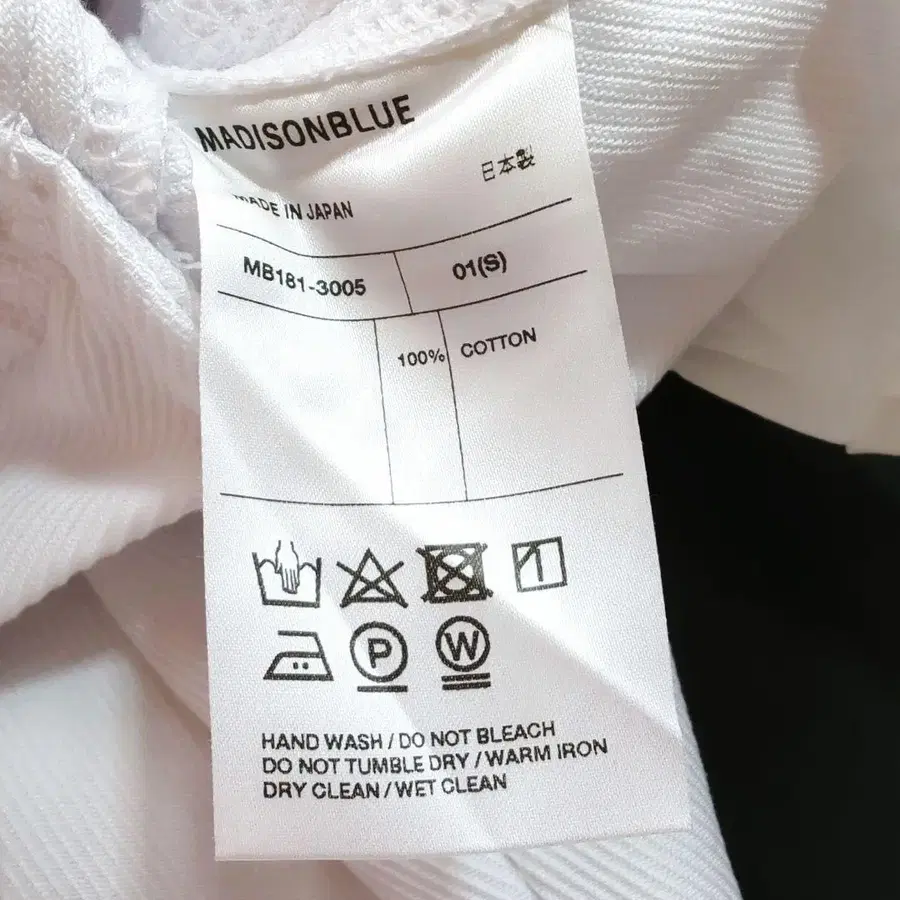 MADISONBLUE
日本製
MADE IN JAPAN
MB181-3005 01(S)
100% COTTON
P W
HAND WASH / DO NOT BLEACH
DO NOT TUMBLE DRY / WARM IRON
DRY CLEAN / WET CLEAN